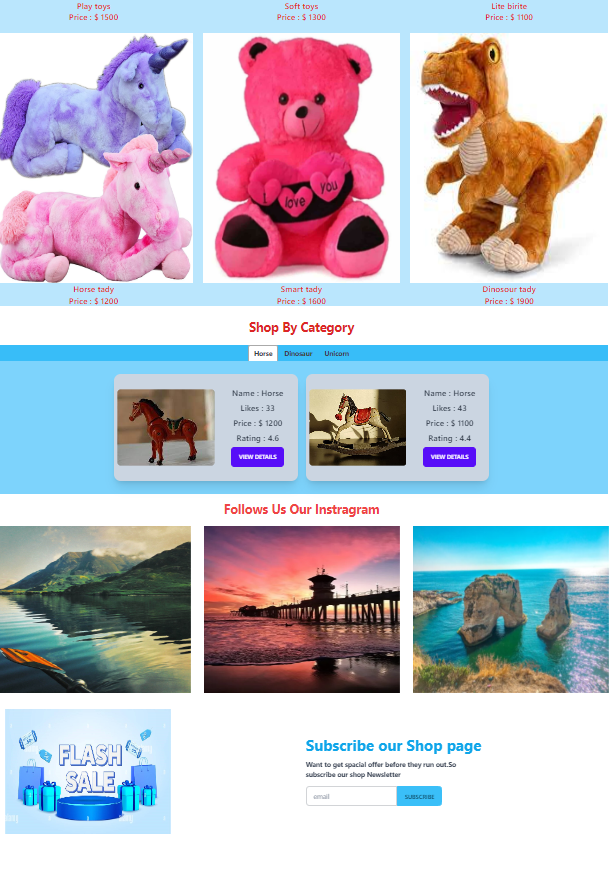 Play toys
Price : $ 1500
Soft toys
Price : $ 1300
Lite birite
Price : $ 1100
I love you
Horse tady
Price : $ 1200
Smart tady
Price : $ 1600
Dinosour tady
Price : $ 1900
Shop By Category
Horse Dinosaur Unicorn
Name : Horse
Likes : 33
Price : $ 1200
Rating : 4.6
VIEW DETAILS
Name : Horse
Likes : 43
Price : $ 1100
Rating : 4.4
VIEW DETAILS
Follows Us Our Instragram
FLASH
SALE
Subscribe our Shop page
Want to get spacial offer before they run out.So
subscribe our shop Newsletter
email SUBSCRIBE